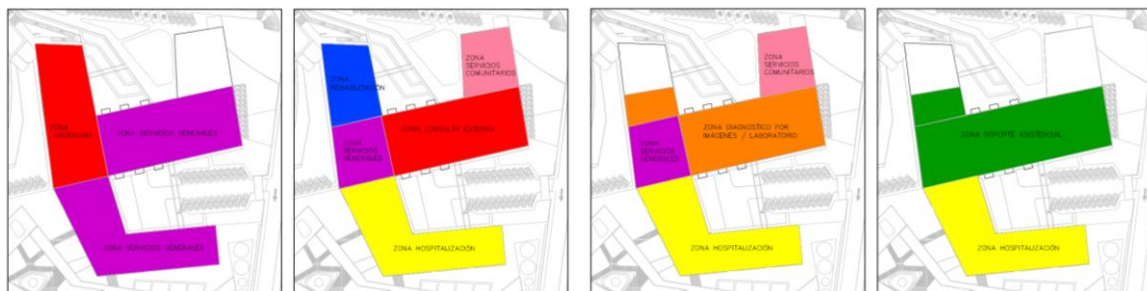 ZONA
URGENCIAS
ZONA SERVICIOS GENERALES
ZONA SERVICIOS GENERALES
ZONA
REHABILITACIÓN
ZONA
SERVICIOS
COMUNITARIOS
ZONA
SERVICIOS
GENERALES
ZONA CONSULTA EXTERNA
ZONA HOSPITALIZACIÓN
ZONA
SERVICIOS
COMUNITARIOS
ZONA
SERVICIOS
GENERALES
ZONA DIAGNOSTICO POR
IMAGENES / LABORATORIO
ZONA HOSPITALIZACIÓN
ZONA SOPORTE ASISTENCIAL
ZONA HOSPITALIZACIÓN